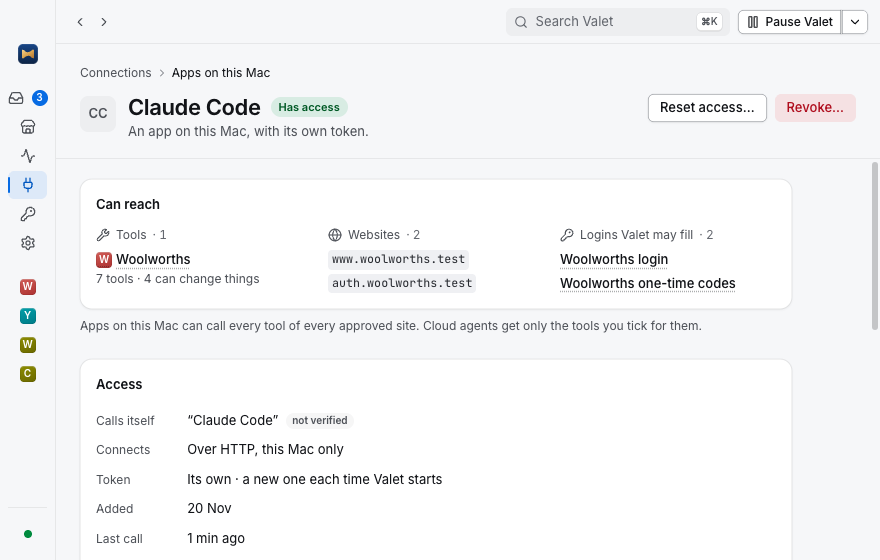 Search Valet
⌘K
Pause Valet
Connections
Apps on this Mac
CC
Claude Code
Has access
An app on this Mac, with its own token.
Reset access...
Revoke...
3
Can reach
Tools · 1
W Woolworths
7 tools · 4 can change things
Websites · 2
www.woolworths.test
auth.woolworths.test
Logins Valet may fill · 2
Woolworths login
Woolworths one-time codes
Apps on this Mac can call every tool of every approved site. Cloud agents get only the tools you tick for them.
W
Y
W
C
Access
Calls itself “Claude Code” not verified
Connects Over HTTP, this Mac only
Token Its own · a new one each time Valet starts
Added 20 Nov
Last call 1 min ago